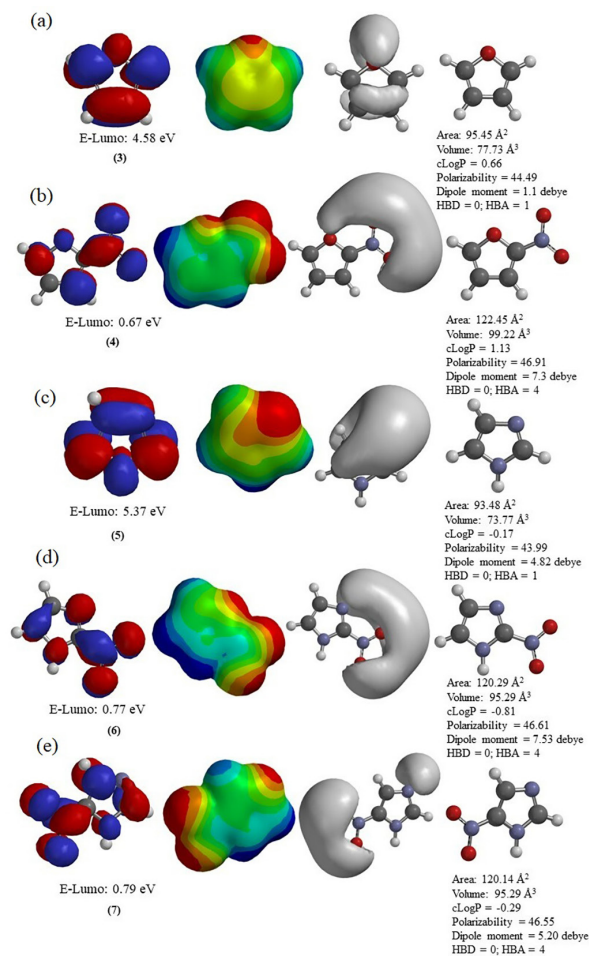 (a)
E-Lumo: 4.58 eV
(3)
Area: 95.45 Å2
Volume: 77.73 Å3
cLogP = 0.66
Polarizability = 44.49
Dipole moment = 1.1 debye
HBD = 0; HBA = 1
(b)
E-Lumo: 0.67 eV
(4)
Area: 122.45 Å2
Volume: 99.22 Å3
cLogP = 1.13
Polarizability = 46.91
Dipole moment = 7.3 debye
HBD = 0; HBA = 4
(c)
E-Lumo: 5.37 eV
(5)
Area: 93.48 Å2
Volume: 73.77 Å3
cLogP = -0.17
Polarizability = 43.99
Dipole moment = 4.82 debye
HBD = 0; HBA = 1
(d)
E-Lumo: 0.77 eV
(6)
Area: 120.29 Å2
Volume: 95.29 Å3
cLogP = -0.81
Polarizability = 46.61
Dipole moment = 7.53 debye
HBD = 0; HBA = 4
(e)
E-Lumo: 0.79 eV
(7)
Area: 120.14 Å2
Volume: 95.29 Å3
cLogP = -0.29
Polarizability = 46.55
Dipole moment = 5.20 debye
HBD = 0; HBA = 4